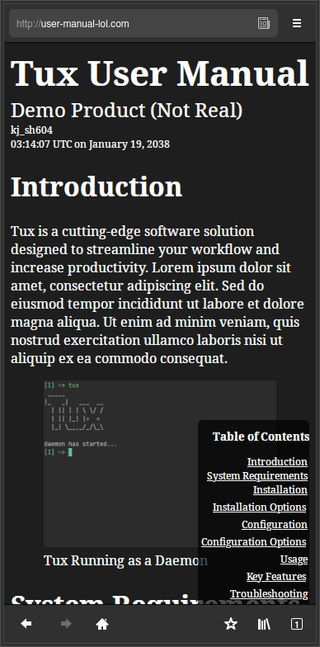 http://user-manual-lol.com
Tux User Manual
Demo Product (Not Real)
kj_sh604
03:14:07 UTC on January 19, 2038
Introduction
Tux is a cutting-edge software solution
designed to streamline your workflow and
increase productivity. Lorem ipsum dolor sit
amet, consectetur adipiscing elit. Sed do
eiusmod tempor incididunt ut labore et dolore
magna aliqua. Ut enim ad minim veniam, quis
nostrud exercitation ullamco laboris nisi ut
aliquip ex ea commodo consequat.
[I] ~> tux
daemon has started...
[I] ~>
Tux Running as a Daemon
Table of Contents
Introduction
System Requirements
Installation
Installation Options
Configuration
Configuration Options
Usage
Key Features
Troubleshooting
System Requirements
1